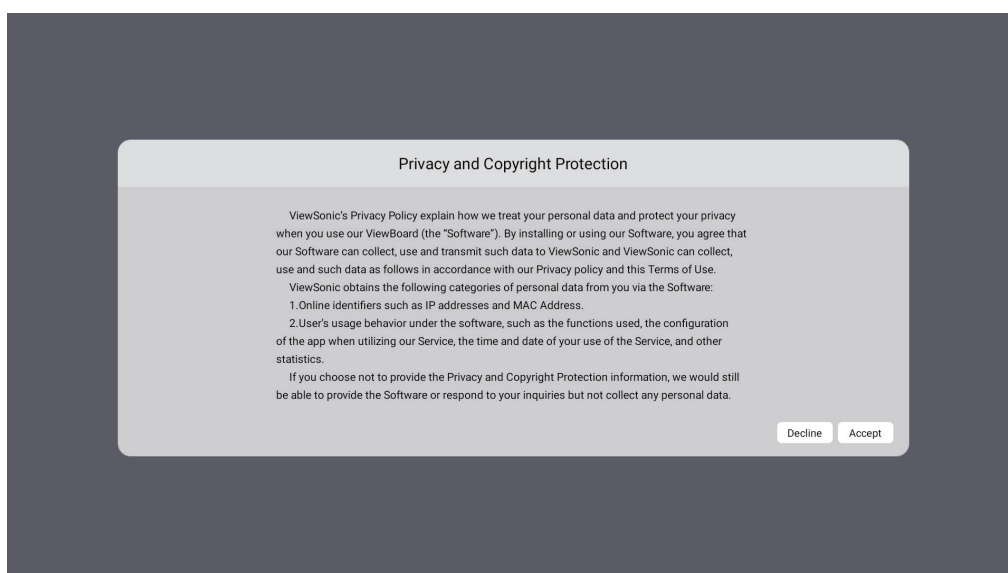 Privacy and Copyright Protection
ViewSonic's Privacy Policy explain how we treat your personal data and protect your privacy
when you use our ViewBoard (the “Software”). By installing or using our Software, you agree that
our Software can collect, use and transmit such data to ViewSonic and ViewSonic can collect,
use and such data as follows in accordance with our Privacy policy and this Terms of Use.
ViewSonic obtains the following categories of personal data from you via the Software:
1.Online identifiers such as IP addresses and MAC Address.
2.User's usage behavior under the software, such as the functions used, the configuration
of the app when utilizing our Service, the time and date of your use of the Service, and other
statistics.
If you choose not to provide the Privacy and Copyright Protection information, we would still
be able to provide the Software or respond to your inquiries but not collect any personal data.
Decline Accept